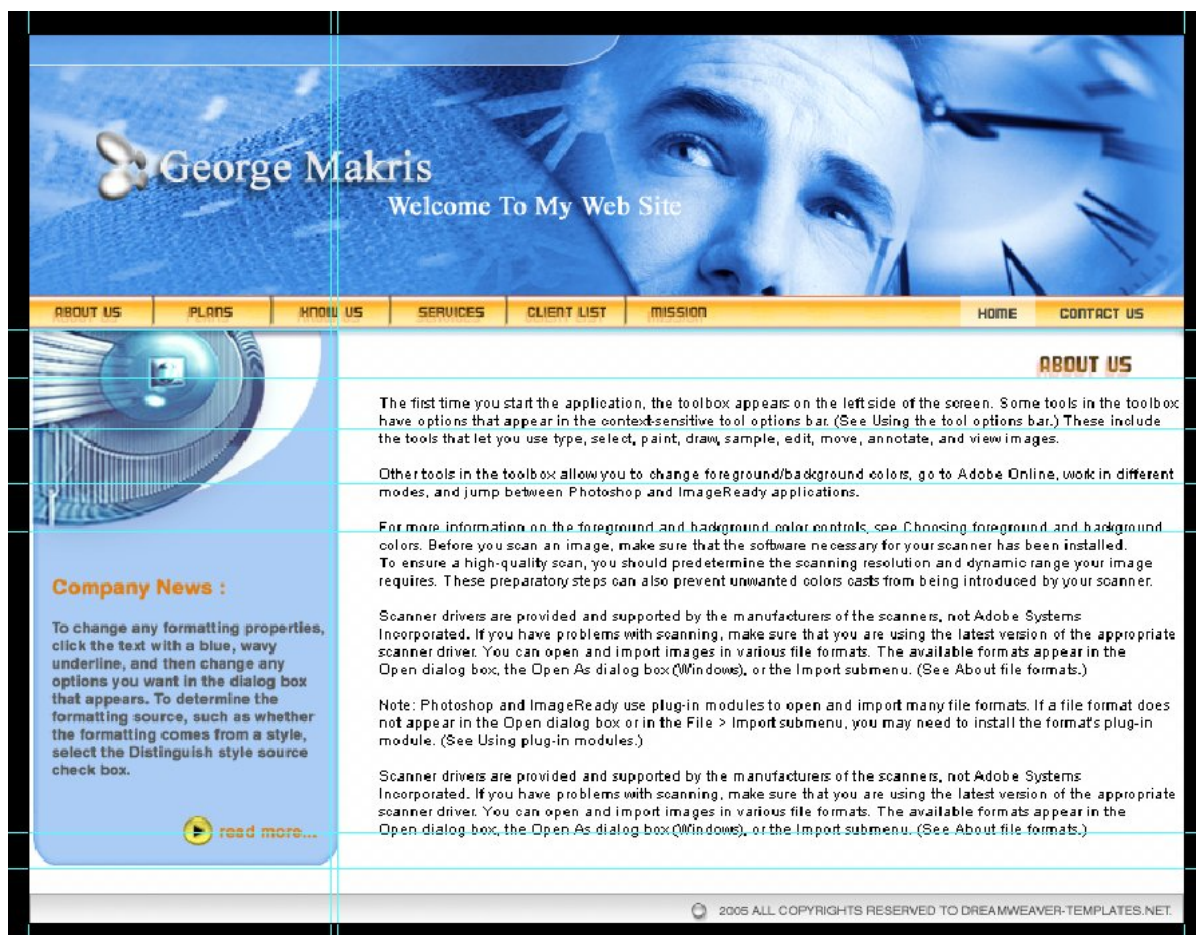 George Makris
Welcome To My Web Site
ABOUT US PLANS KNOW US SERVICES CLIENT LIST MISSION HOME CONTACT US
ABOUT US
The first time you start the application, the toolbox appears on the left side of the screen. Some tools in the toolbox
have options that appear in the context-sensitive tool options bar. (See Using the tool options bar.) These include
the tools that let you use type, select, paint, draw, sample, edit, move, annotate, and view images.
Other tools in the toolbox allow you to change foreground/background colors, go to Adobe Online, work in different
modes, and jump between Photoshop and ImageReady applications.
For more information on the foreground and background color controls, see Choosing foreground and background
colors. Before you scan an image, make sure that the software necessary for your scanner has been installed.
To ensure a high-quality scan, you should predetermine the scanning resolution and dynamic range your image
requires. These preparatory steps can also prevent unwanted colors casts from being introduced by your scanner.
Scanner drivers are provided and supported by the manufacturers of the scanners, not Adobe Systems
Incorporated. If you have problems with scanning, make sure that you are using the latest version of the appropriate
scanner driver. You can open and import images in various file formats. The available formats appear in the
Open dialog box, the Open As dialog box (Windows), or the Import submenu. (See About file formats.)
Note: Photoshop and ImageReady use plug-in modules to open and import many file formats. If a file format does
not appear in the Open dialog box or in the File > Import submenu, you may need to install the format's plug-in
module. (See Using plug-in modules.)
Scanner drivers are provided and supported by the manufacturers of the scanners, not Adobe Systems
Incorporated. If you have problems with scanning, make sure that you are using the latest version of the appropriate
scanner driver. You can open and import images in various file formats. The available formats appear in the
Open dialog box, the Open As dialog box (Windows), or the Import submenu. (See About file formats.)
Company News :
To change any formatting properties,
click the text with a blue, wavy
underline, and then change any
options you want in the dialog box
that appears. To determine the
formatting source, such as whether
the formatting comes from a style,
select the Distinguish style source
check box.
read more...
2005 ALL COPYRIGHTS RESERVED TO DREAMWEAVER-TEMPLATES.NET.